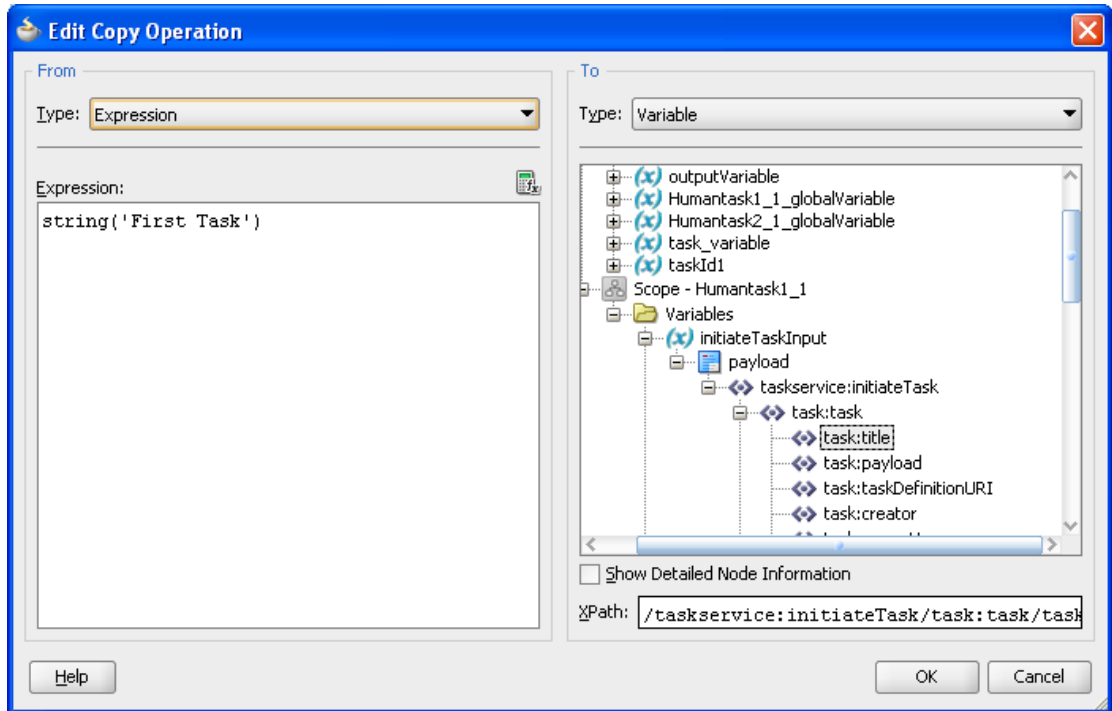 Edit Copy Operation
From
Type: Expression
Expression:
string('First Task')
To
Type: Variable
outputVariable
Humantask1_1_globalVariable
Humantask2_1_globalVariable
task_variable
taskId1
Scope - Humantask1_1
Variables
initiateTaskInput
payload
taskservice:initiateTask
task:task
task:title
task:payload
task:taskDefinitionURI
task:creator
Show Detailed Node Information
XPath: /taskservice:initiateTask/task:task/task
Help
OK
Cancel